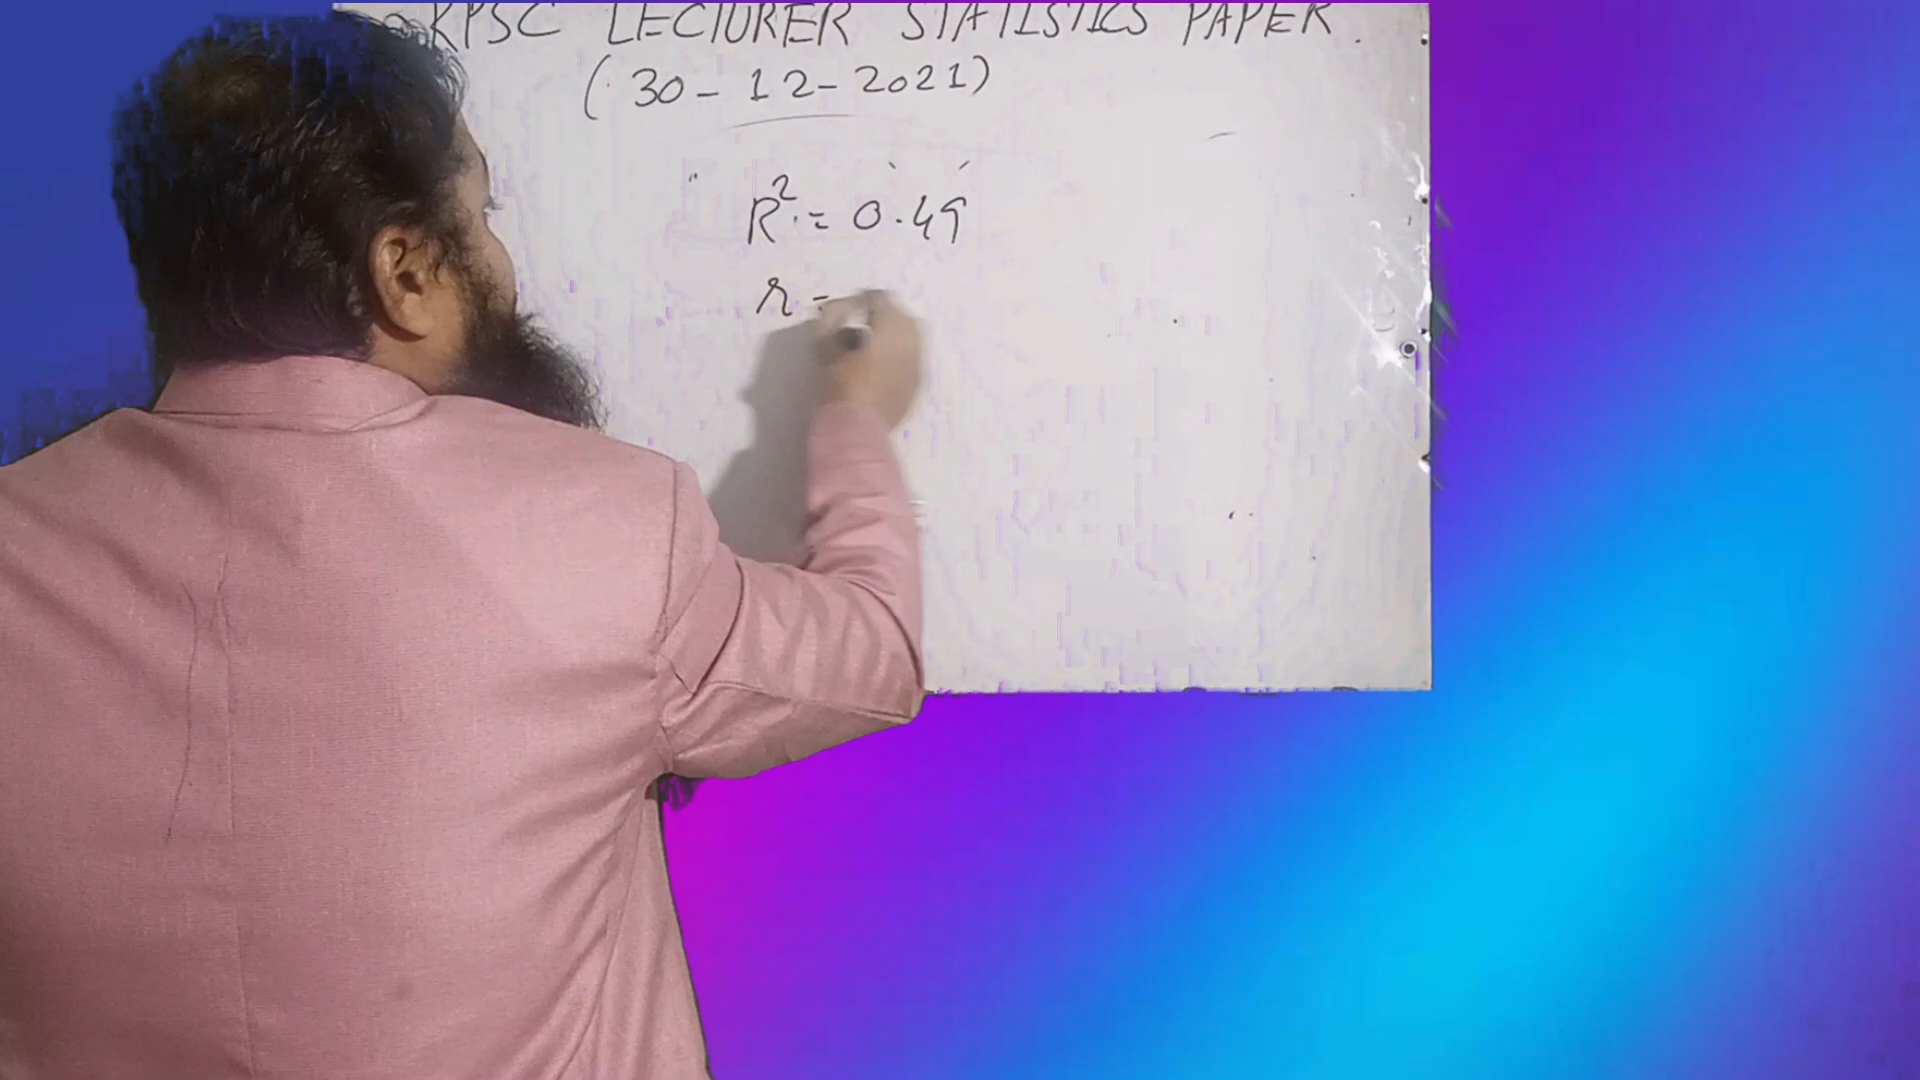 KPSC LECTURER STATISTICS PAPER.
(30-12-2021)
R² = 0.49
r =